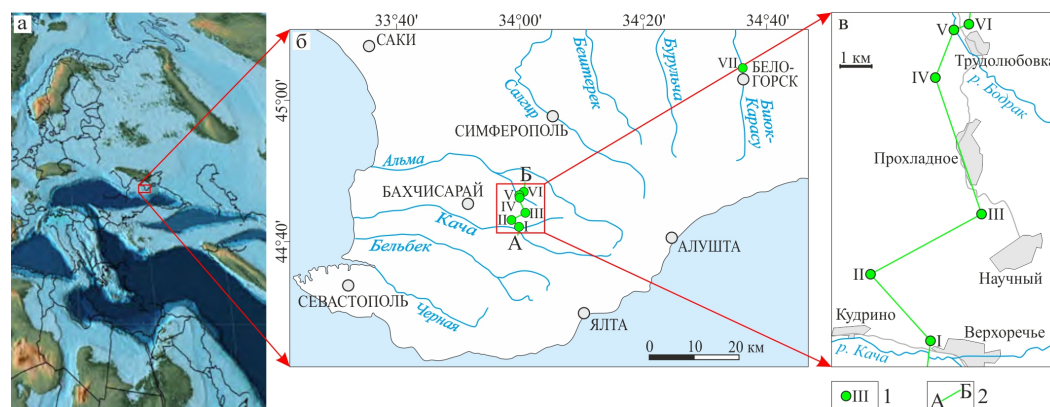 а
б
33°40'
34°00'
34°20'
34°40'
45°00'
44°40'
САКИ
Бештерек
Бурульча
VII
БЕЛО-
ГОРСК
Салгир
Биюк-
Карасу
СИМФЕРОПОЛЬ
Альма
Б
БАХЧИСАРАЙ
V
VI
IV
II
III
I
Кача
А
Бельбек
АЛУШТА
СЕВАСТОПОЛЬ
Черная
ЯЛТА
0 10 20 км
в
V
VI
1 км
Трудолюбовка
IV
р. Бодрак
Прохладное
III
Научный
II
Кудрино
I
Верхоречье
р. Кача
III 1
А Б 2